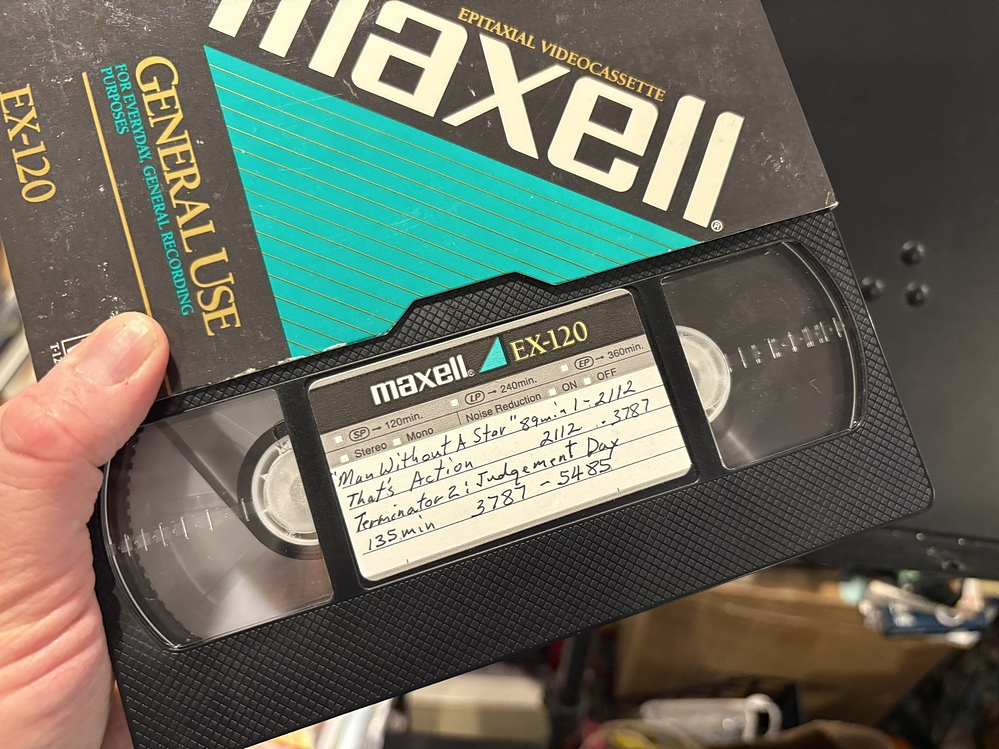 EPITAXIAL VIDEOCASSETTE
maxell®
GENERAL USE
FOR EVERYDAY, GENERAL RECORDING
PURPOSES
EX-120
maxell® EX-120
SP → 120min. LP → 240min. EP → 360min.
Stereo Mono Noise Reduction ON OFF
"Man Without A Star" 89min 1-2112
That's Action 2112 - 3787
Terminator 2: Judgement Day
135min 3787 - 5485